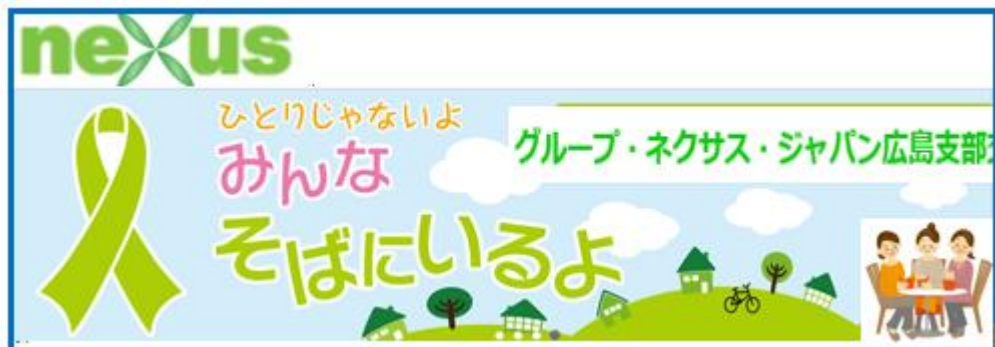 nexus
ひとりじゃないよ
みんな
そばにいるよ
グループ・ネクサス・ジャパン広島支部